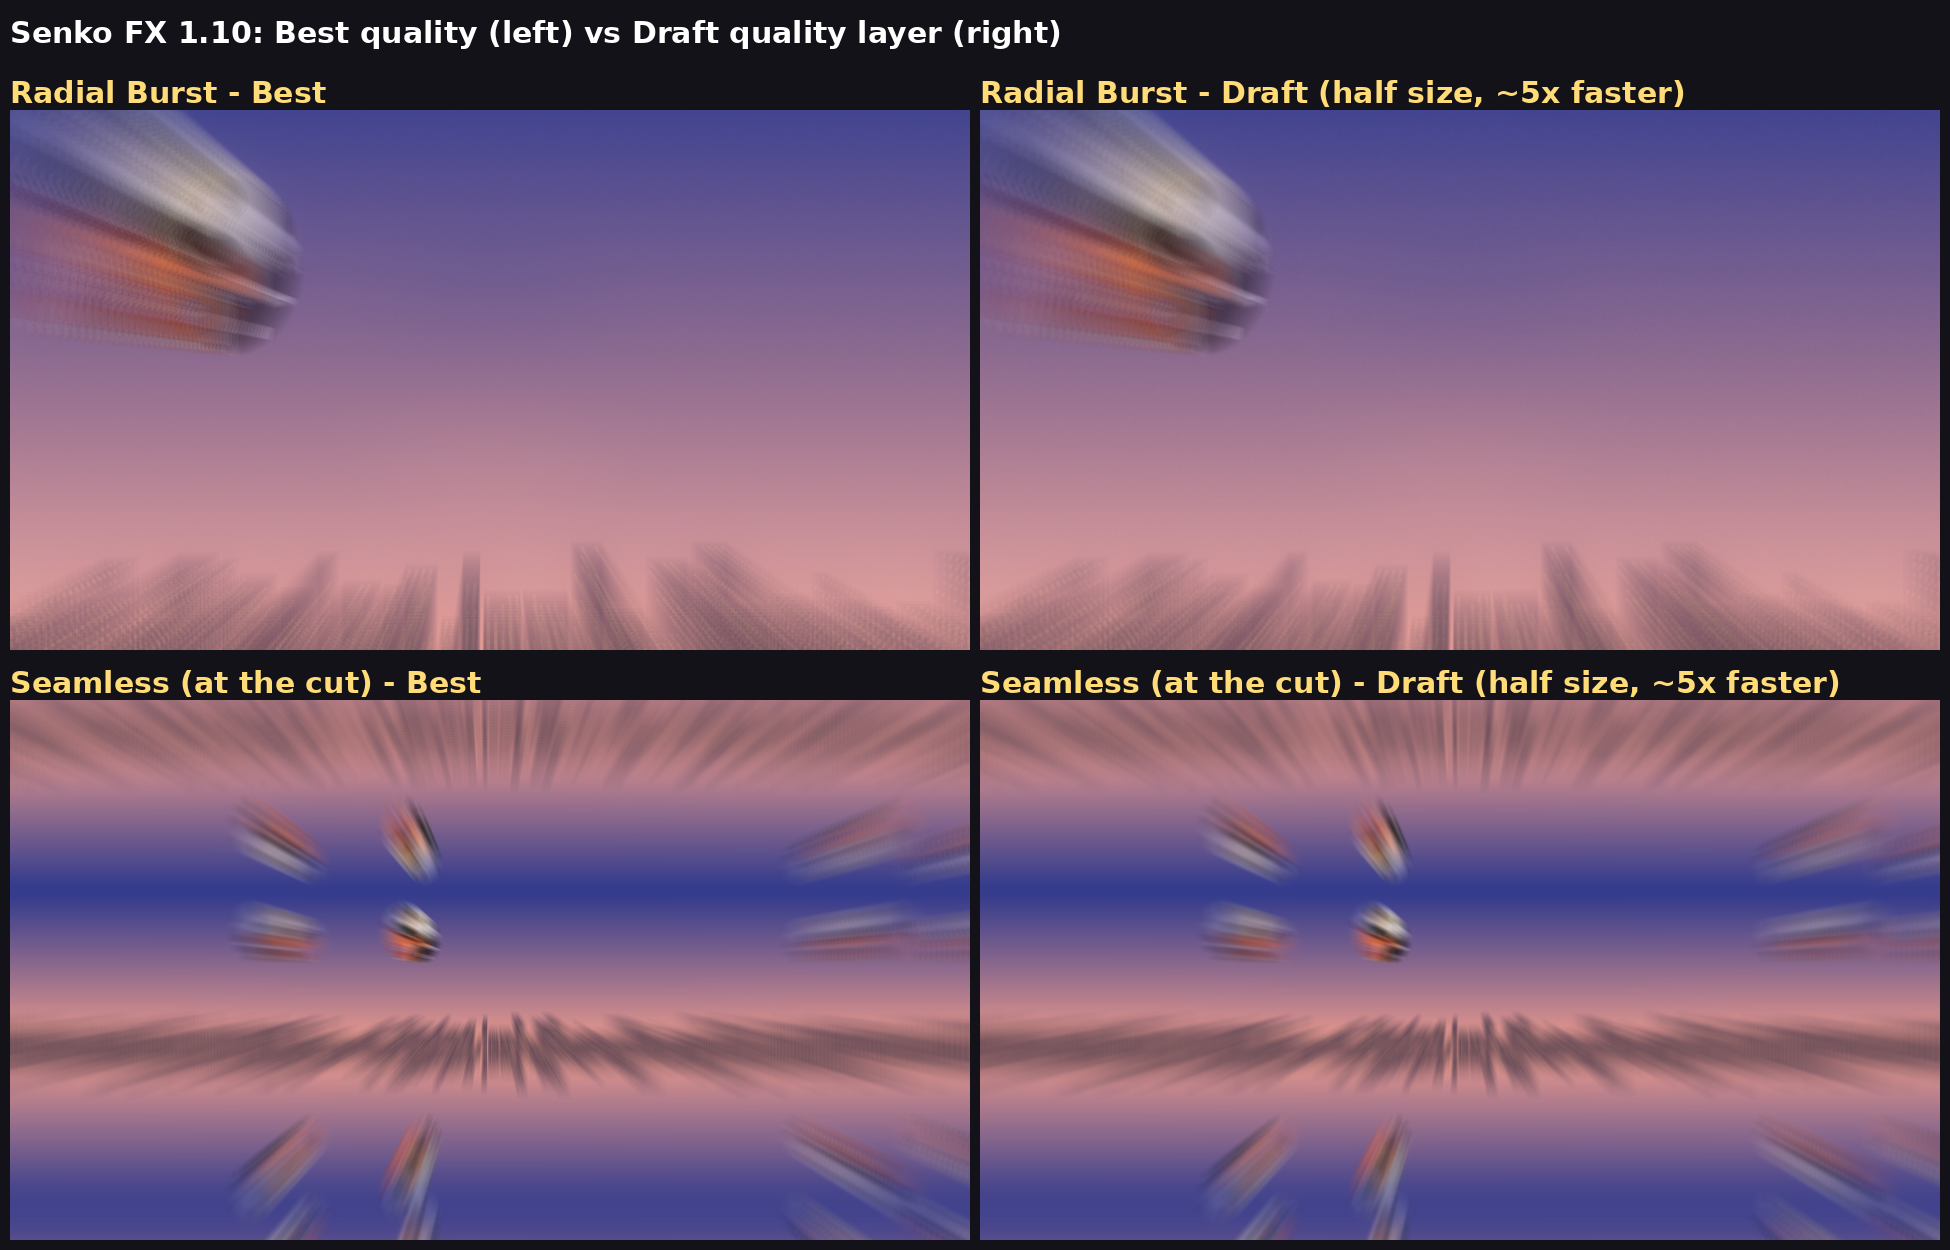 Senko FX 1.10: Best quality (left) vs Draft quality layer (right)
Radial Burst - Best
Radial Burst - Draft (half size, ~5x faster)
Seamless (at the cut) - Best
Seamless (at the cut) - Draft (half size, ~5x faster)